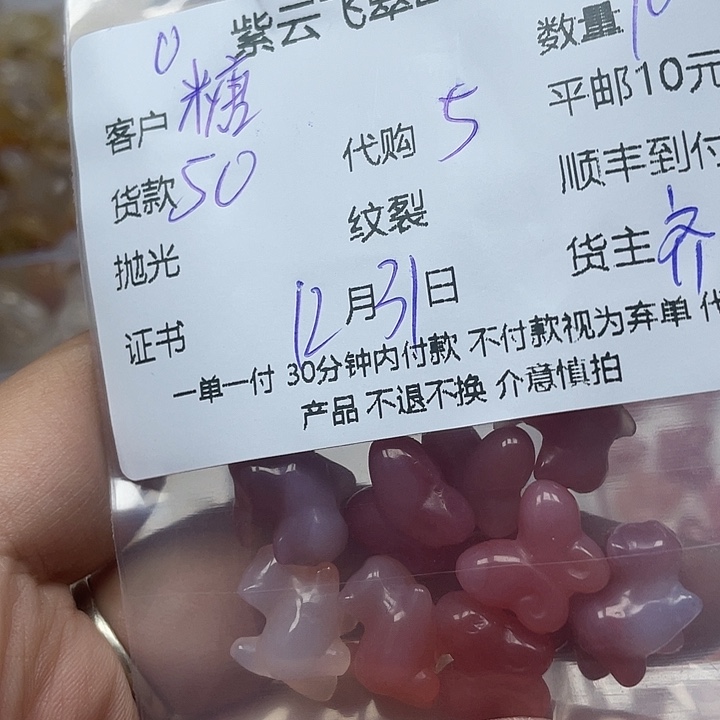 紫云飞翠
数量 10
客户 糖
平邮10元
代购 5
货款 50
顺丰到付
纹裂
抛光
货主 齐
12月31日
证书
一单一付 30分钟内付款 不付款视为弃单 代
产品 不退不换 介意慎拍